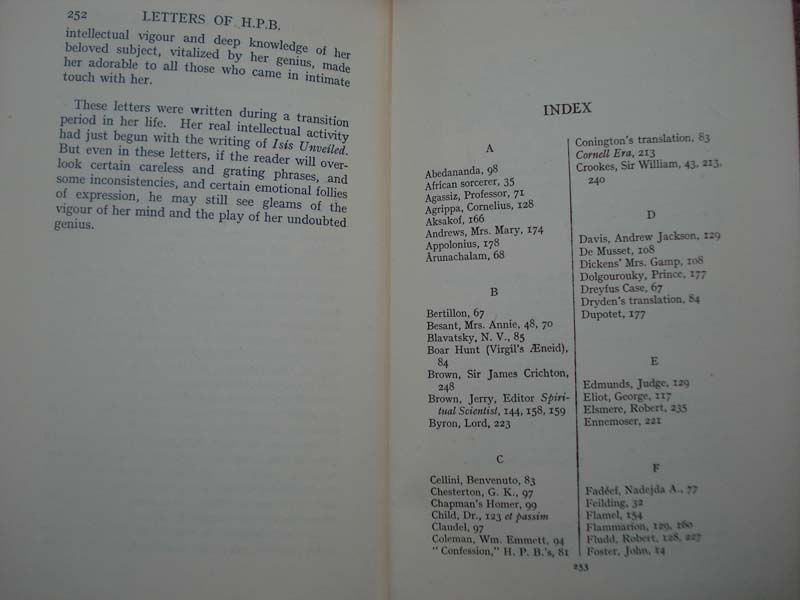 252 LETTERS OF H.P.B.
intellectual vigour and deep knowledge of her
beloved subject, vitalized by her genius, made
her adorable to all those who came in intimate
touch with her.
These letters were written during a transition
period in her life. Her real intellectual activity
had just begun with the writing of Isis Unveiled.
But even in these letters, if the reader will over-
look certain careless and grating phrases, and
some inconsistencies, and certain emotional follies
of expression, he may still see gleams of the
vigour of her mind and the play of her undoubted
genius.
INDEX
A
Abedananda, 98
African sorcerer, 35
Agassiz, Professor, 71
Agrippa, Cornelius, 128
Aksakof, 166
Andrews, Mrs. Mary, 174
Appolonius, 178
Arunachalam, 68
B
Bertillon, 67
Besant, Mrs. Annie, 48, 70
Blavatsky, N. V., 85
Boar Hunt (Virgil's Æneid),
84
Brown, Sir James Crichton,
248
Brown, Jerry, Editor Spiri-
tual Scientist, 144, 158, 159
Byron, Lord, 223
C
Cellini, Benvenuto, 83
Chesterton, G. K., 97
Chapman's Homer, 99
Child, Dr., 123 et passim
Claudel, 97
Coleman, Wm. Emmett, 94
"Confession," H. P. B.'s, 81
Conington's translation, 83
Cornell Era, 213
Crookes, Sir William, 43, 213,
240
D
Davis, Andrew Jackson, 129
De Musset, 108
Dickens' Mrs. Gamp, 108
Dolgourouky, Prince, 177
Dreyfus Case, 67
Dryden's translation, 84
Dupotet, 177
E
Edmunds, Judge, 129
Eliot, George, 117
Elsmere, Robert, 235
Ennemoser, 221
F
Fadéef, Nadejda A., 77
Feilding, 32
Flamel, 154
Flammarion, 129, 160
Fludd, Robert, 128, 227
Foster, John, 14
253